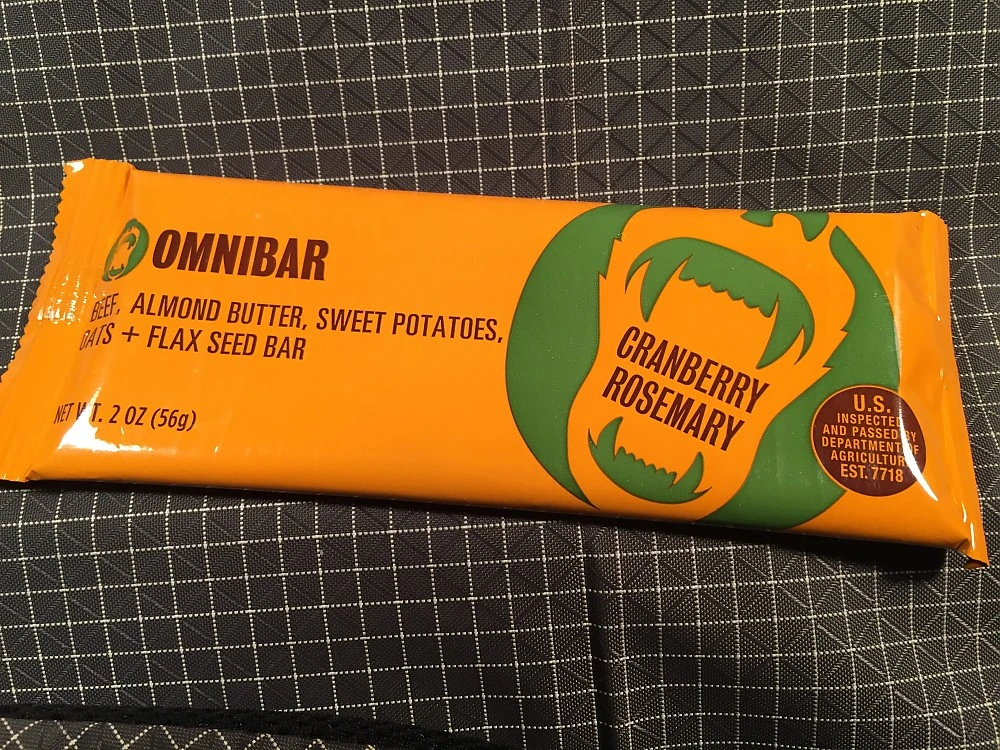 OMNIBAR
BEEF, ALMOND BUTTER, SWEET POTATOES,
OATS + FLAX SEED BAR
NET WT. 2 OZ (56g)
CRANBERRY
ROSEMARY
U.S.
INSPECTED
AND PASSED BY
DEPARTMENT OF
AGRICULTURE
EST. 7718